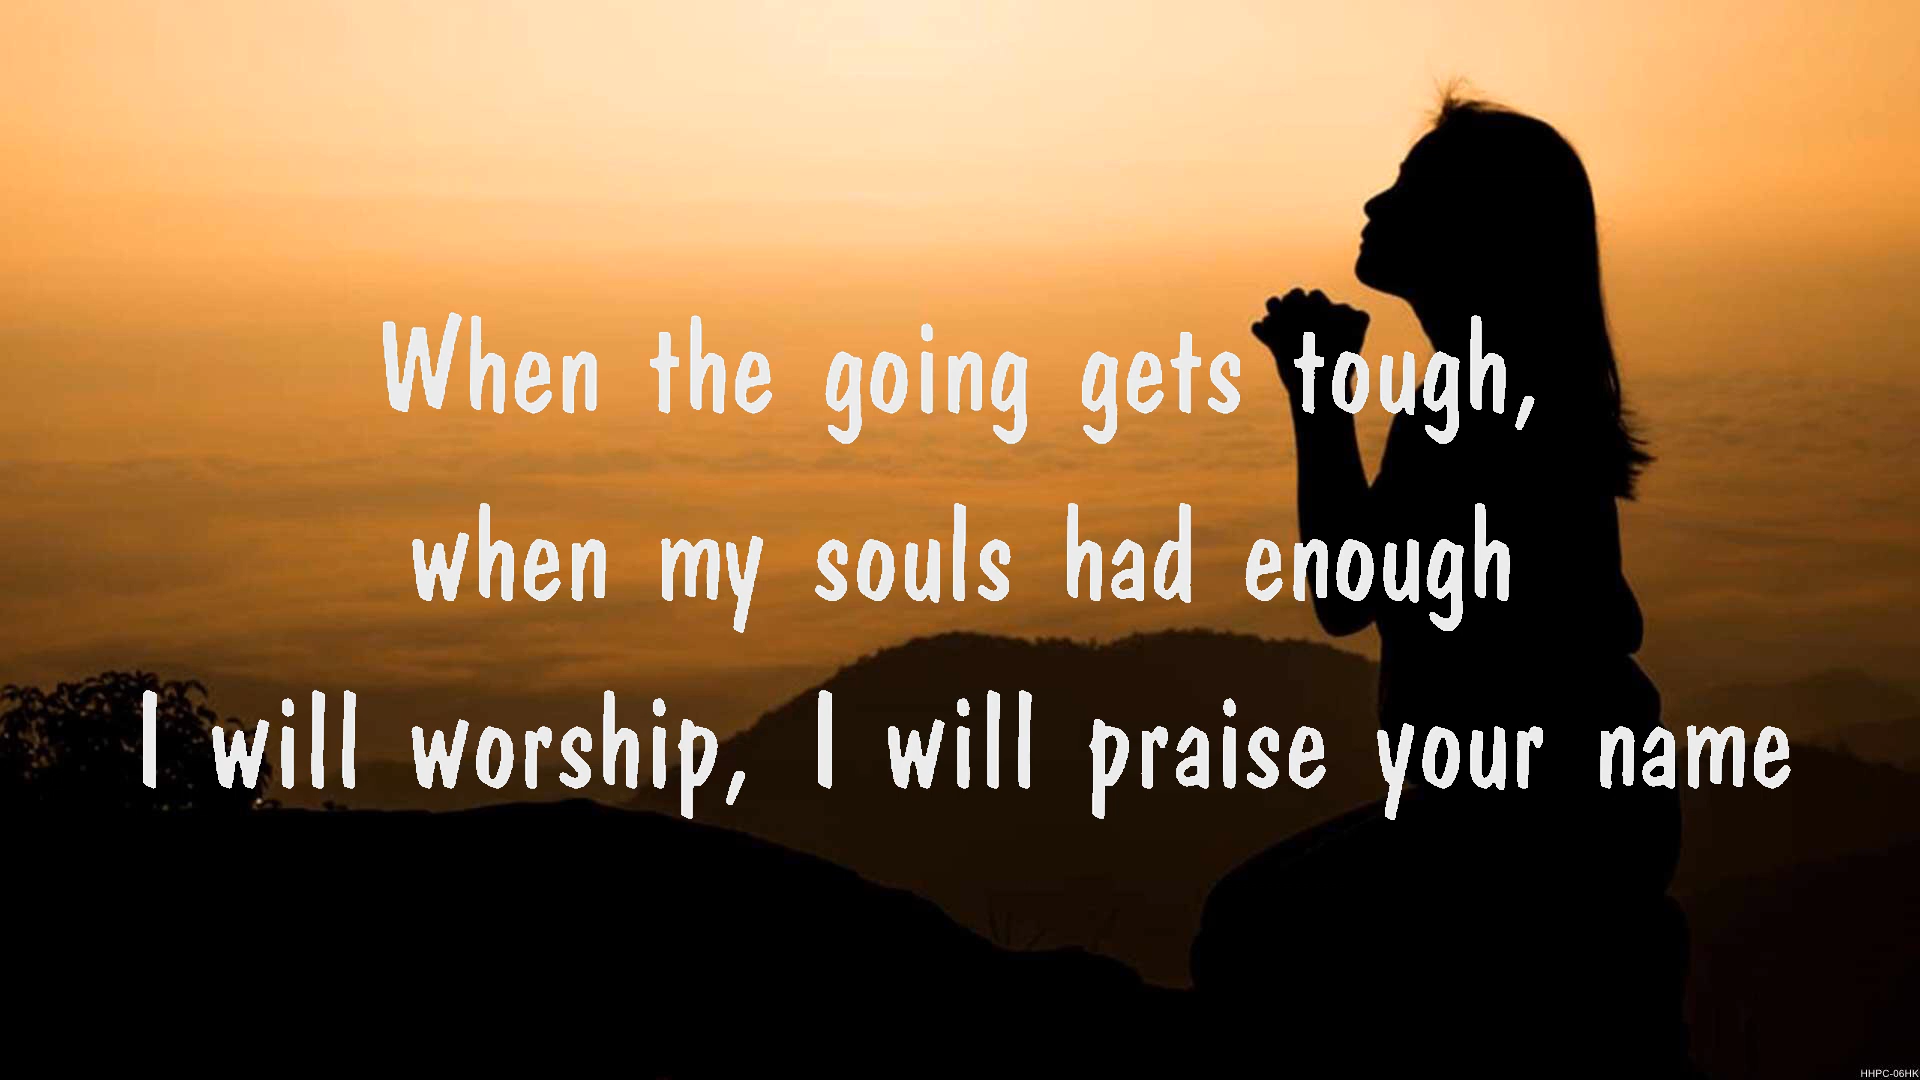 When the going gets tough,
when my souls had enough
I will worship, I will praise your name
HHPC-06HK